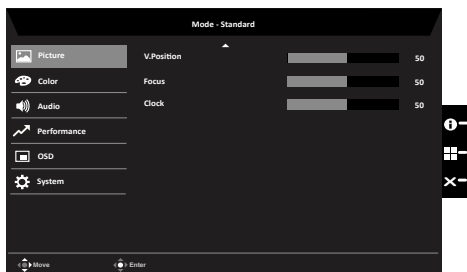 Mode - Standard
Picture
V.Position 50
Color
Focus 50
Audio
Clock 50
Performance
OSD
System
Move Enter